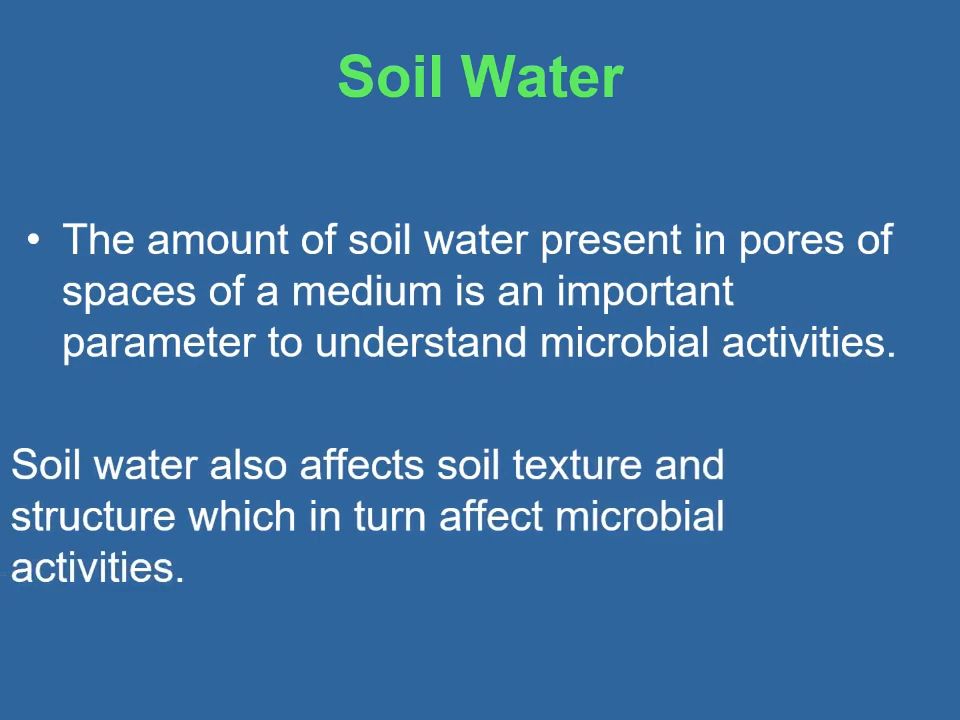 Soil Water
• The amount of soil water present in pores of
spaces of a medium is an important
parameter to understand microbial activities.
Soil water also affects soil texture and
structure which in turn affect microbial
activities.